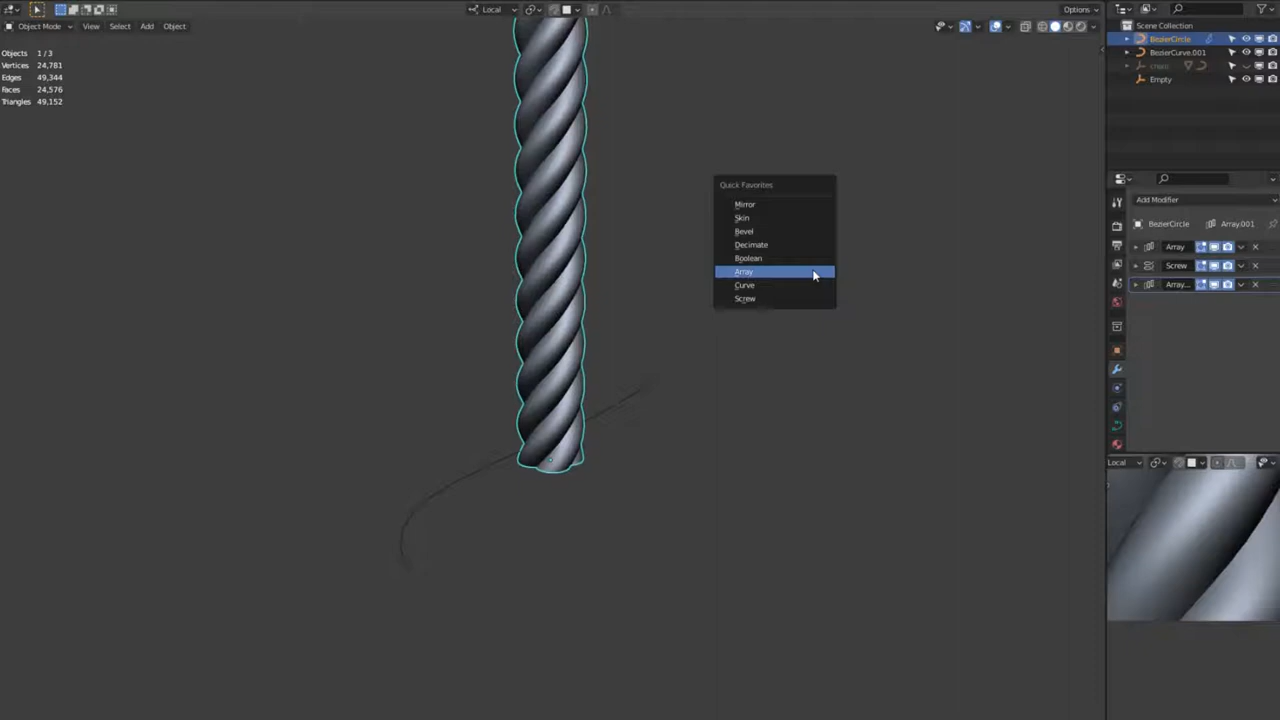 Local
Options
Object Mode
View
Select
Add
Object
Objects 1 / 3
Vertices 24,781
Edges 49,344
Faces 24,576
Triangles 49,152
Quick Favorites
Mirror
Skin
Bevel
Decimate
Boolean
Array
Curve
Screw
Scene Collection
BezierCircle
BezierCurve.001
Empty
Add Modifier
BezierCircle
Array.001
Array
Screw
Array...
Local